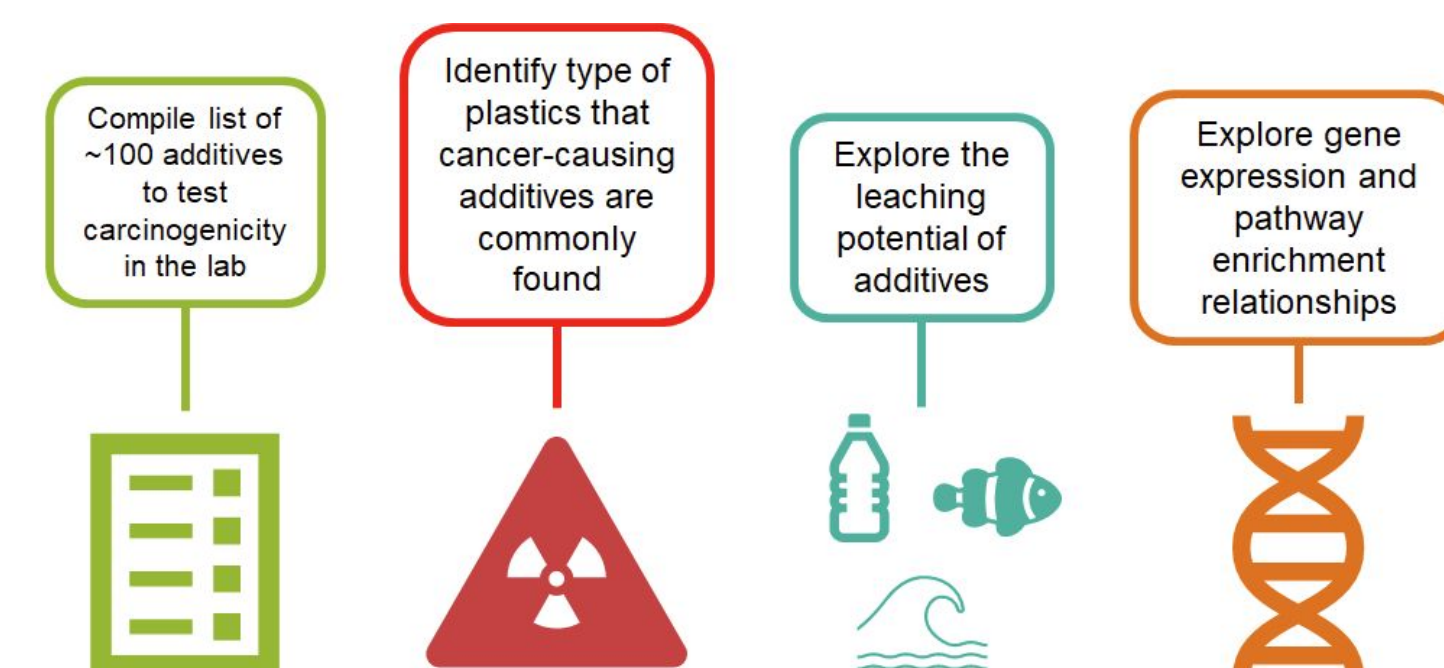 Compile list of
~100 additives
to test
carcinogenicity
in the lab
Identify type of
plastics that
cancer-causing
additives are
commonly
found
Explore the
leaching
potential of
additives
Explore gene
expression and
pathway
enrichment
relationships